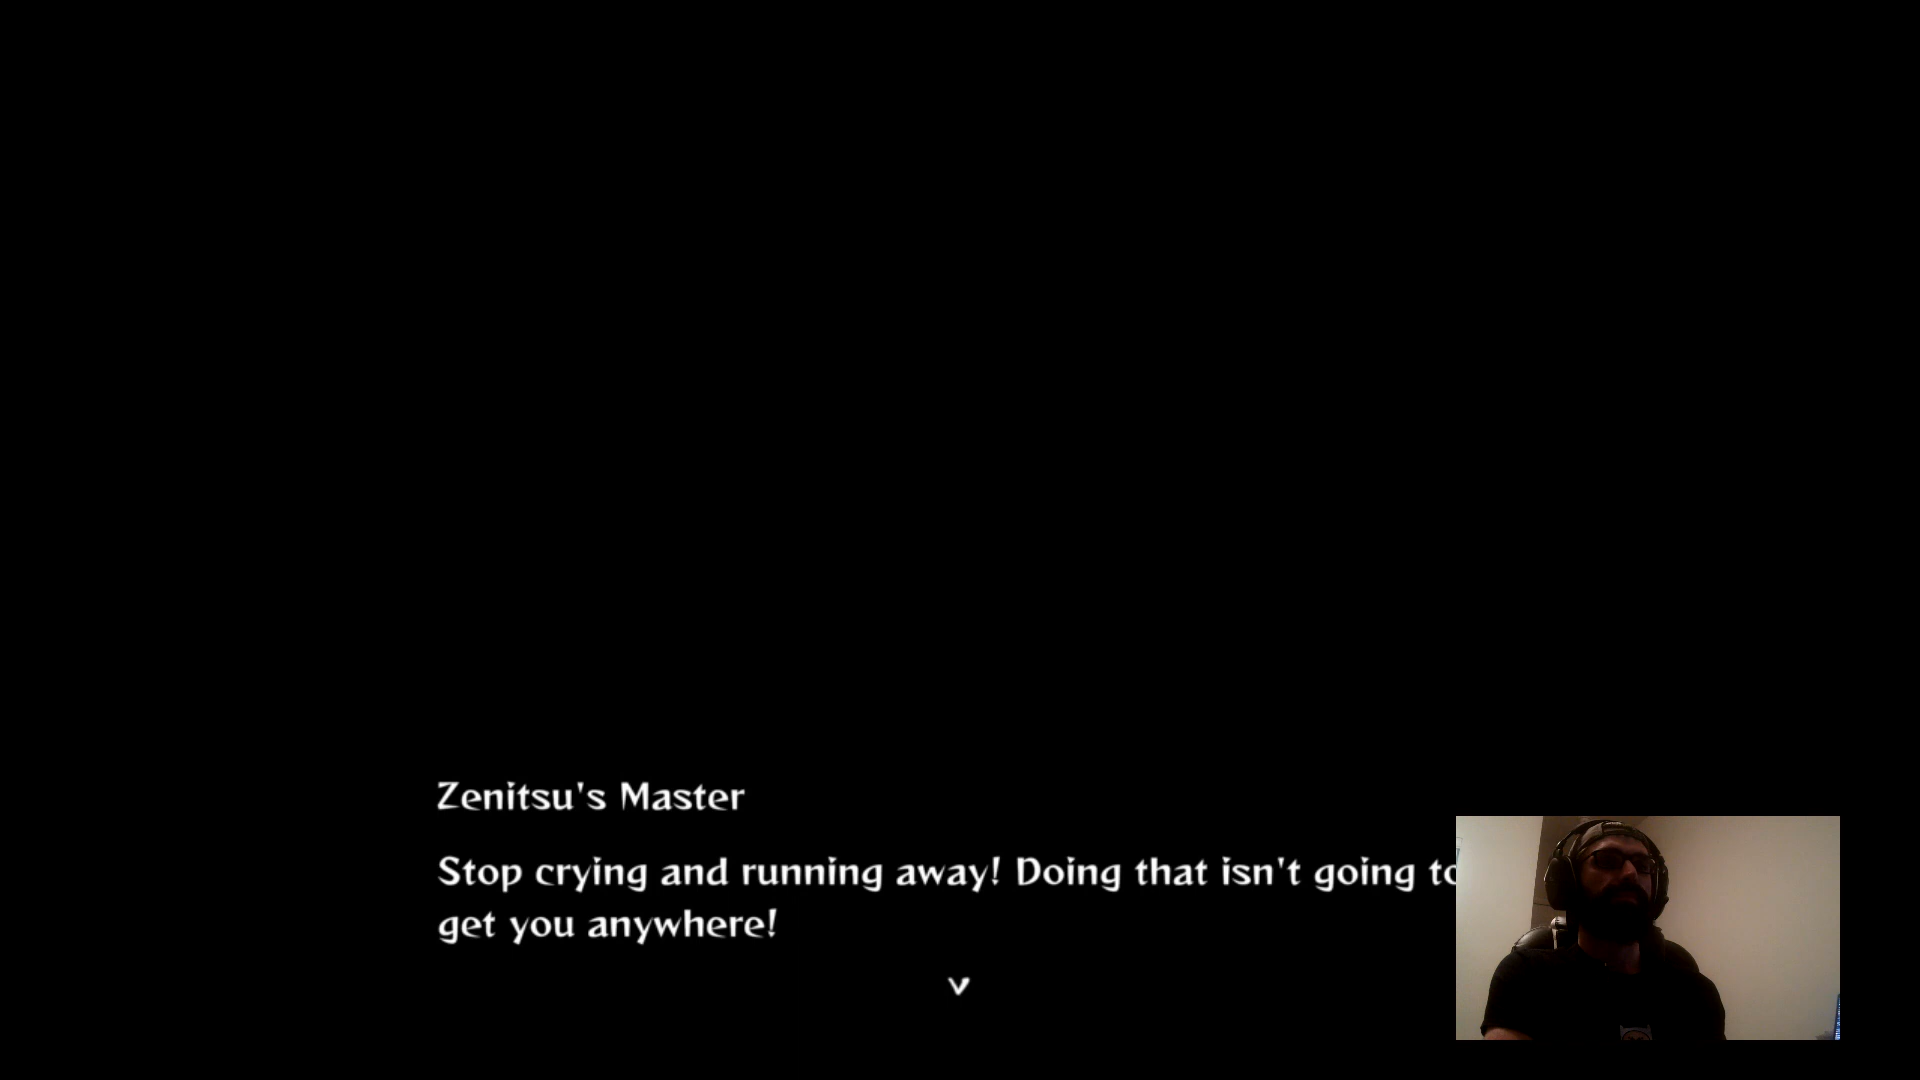 Zenitsu's Master
Stop crying and running away! Doing that isn't going to
get you anywhere!